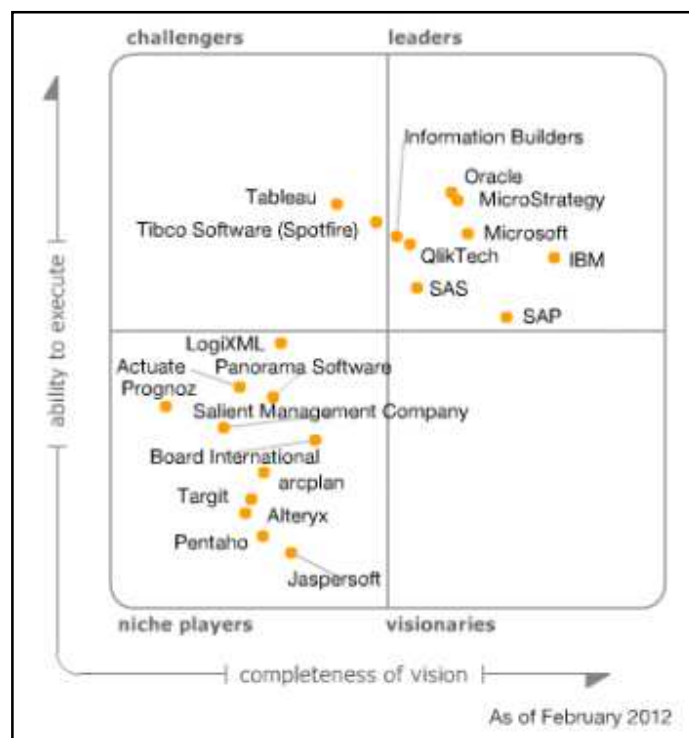 challengers
leaders
Information Builders
Oracle
Tableau
MicroStrategy
Tibco Software (Spotfire)
Microsoft
QlikTech
IBM
SAS
SAP
ability to execute
LogiXML
Actuate
Panorama Software
Prognoz
Salient Management Company
Board International
arcplan
Targit
Alteryx
Pentaho
Jaspersoft
niche players
visionaries
completeness of vision
As of February 2012